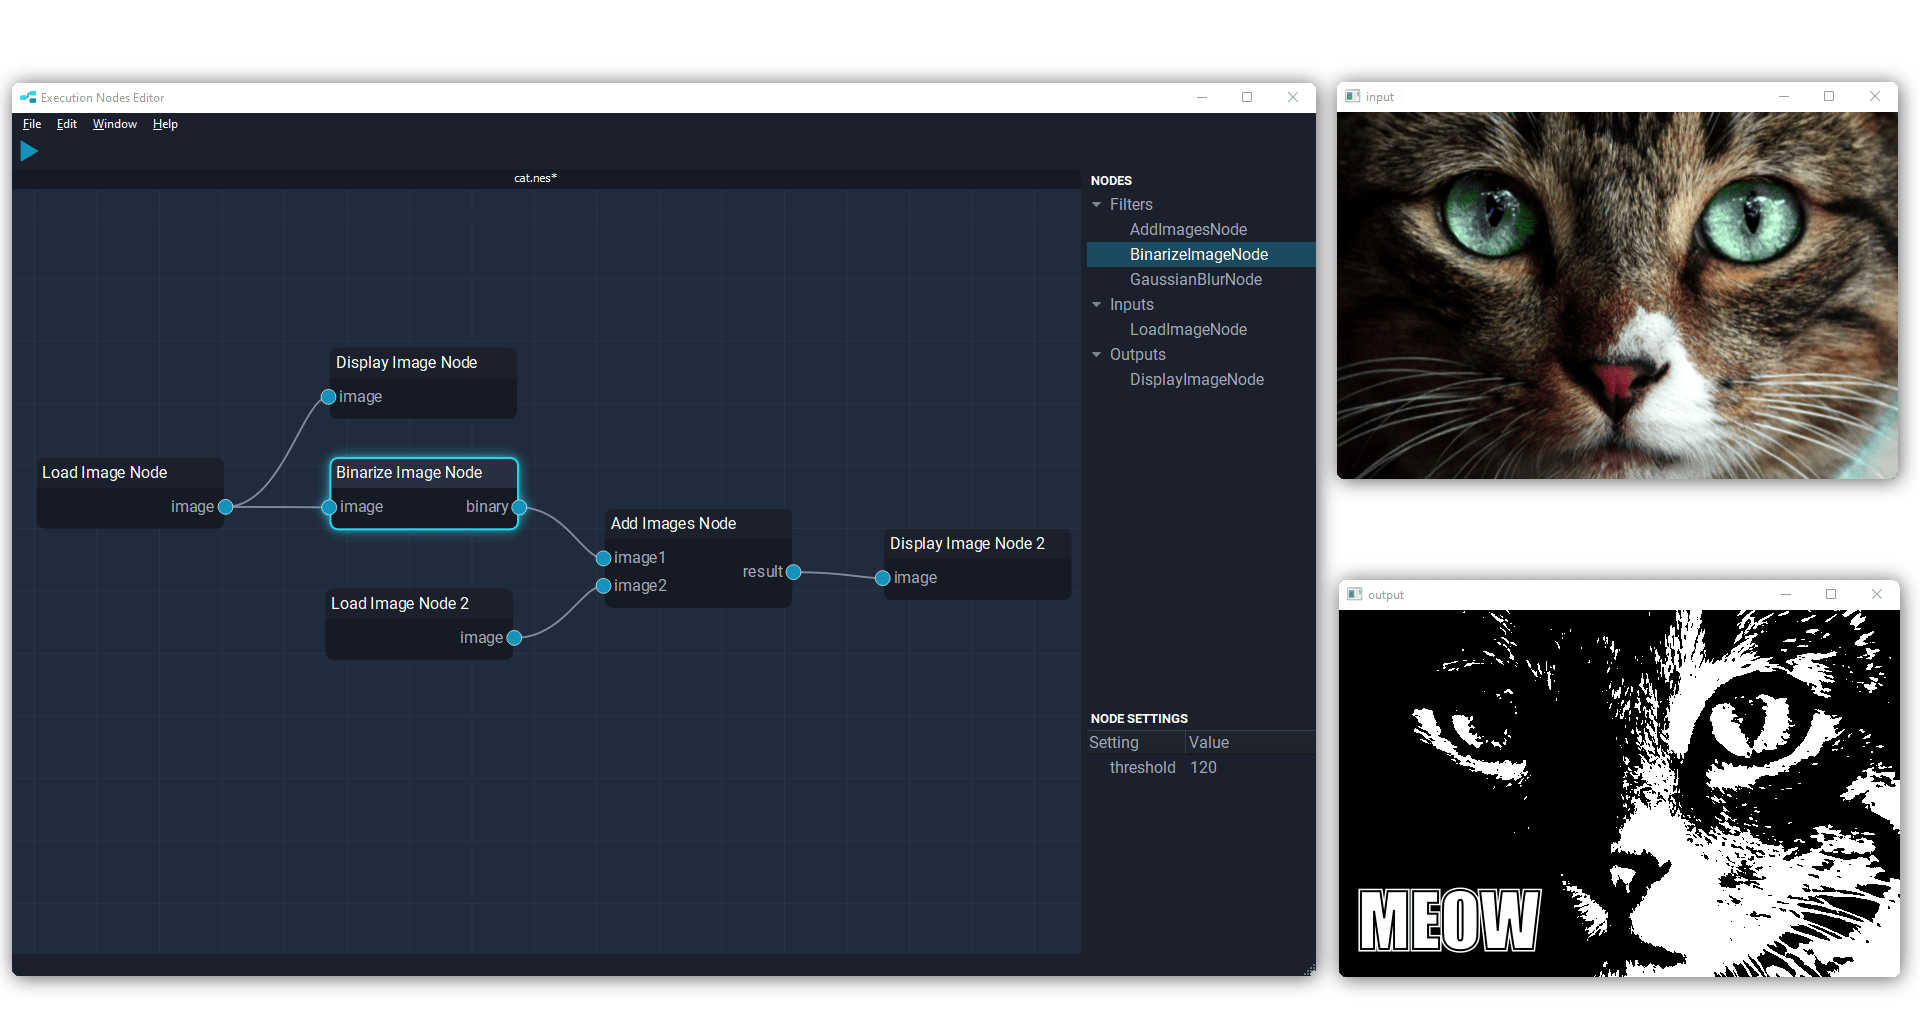 Execution Nodes Editor
File Edit Window Help
cat.nes*
Display Image Node
image
Load Image Node
image
Binarize Image Node
image binary
Add Images Node
image1
result
image2
Load Image Node 2
image
Display Image Node 2
image
NODES
Filters
AddImagesNode
BinarizeImageNode
GaussianBlurNode
Inputs
LoadImageNode
Outputs
DisplayImageNode
NODE SETTINGS
Setting Value
threshold 120
input
output
MEOW